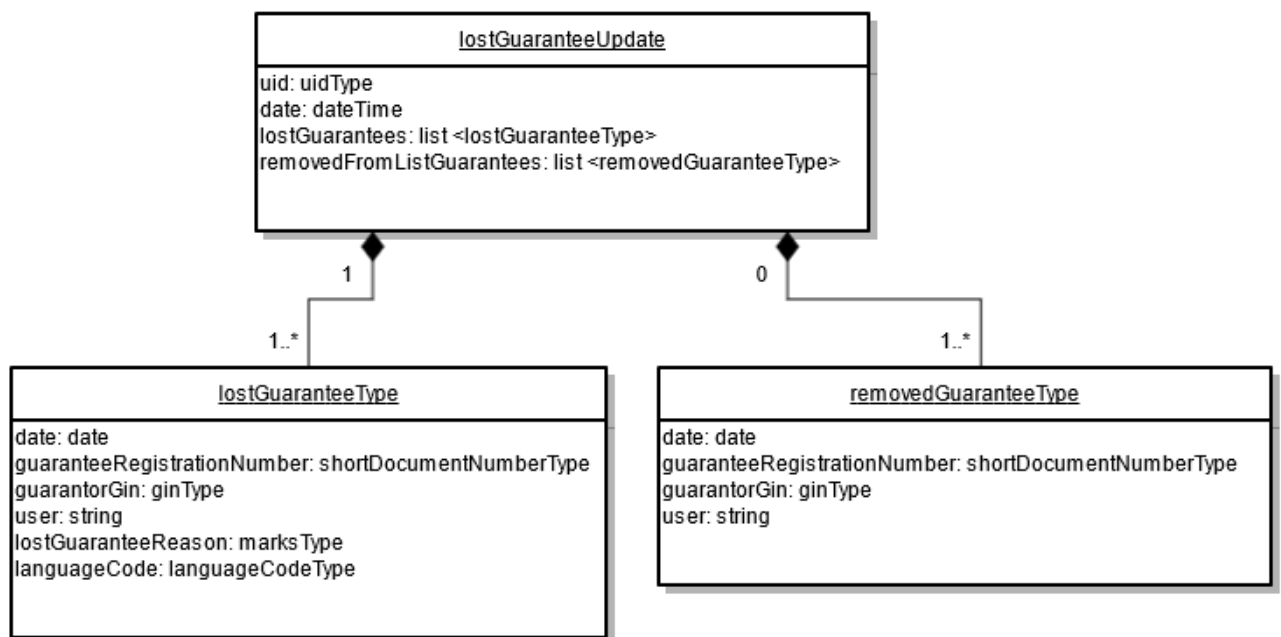 lostGuaranteeUpdate
uid: uidType
date: dateTime
lostGuarantees: list <lostGuaranteeType>
removedFromListGuarantees: list <removedGuaranteeType>
1
0
1..*
1..*
lostGuaranteeType
date: date
guaranteeRegistrationNumber: shortDocumentNumberType
guarantorGin: ginType
user: string
lostGuaranteeReason: marksType
languageCode: languageCodeType
removedGuaranteeType
date: date
guaranteeRegistrationNumber: shortDocumentNumberType
guarantorGin: ginType
user: string